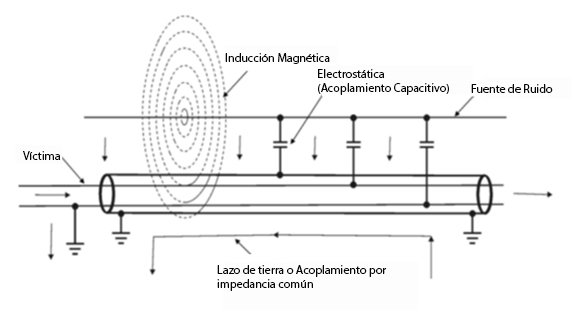 Inducción Magnética
Electrostática
(Acoplamiento Capacitivo)
Fuente de Ruido
Víctima
Lazo de tierra o Acoplamiento por
impedancia común